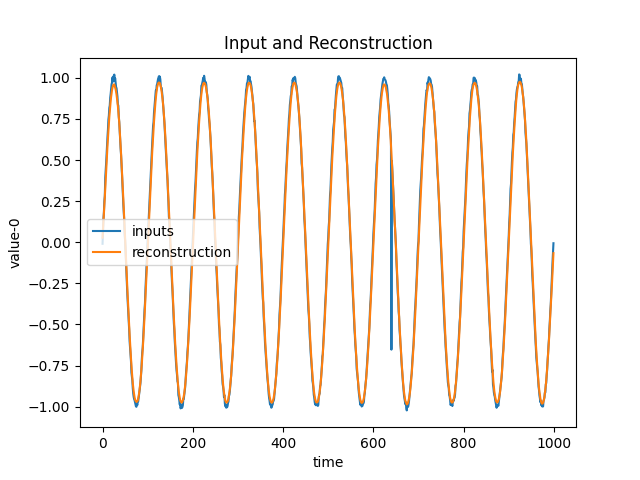 Input and Reconstruction
1.00
0.75
0.50
0.25
0.00
−0.25
−0.50
−0.75
−1.00
value-0
inputs
reconstruction
0 200 400 600 800 1000
time